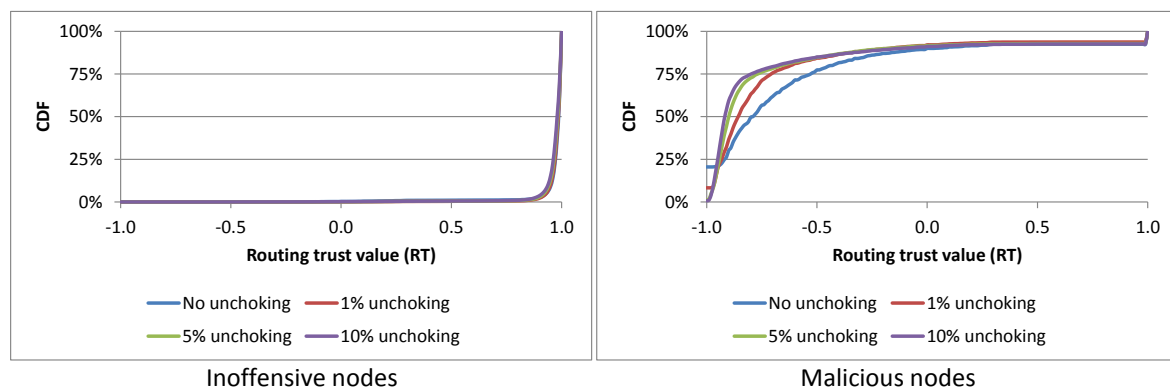 100%
75%
50%
25%
0%
CDF
-1.0 -0.5 0.0 0.5 1.0
Routing trust value (RT)
No unchoking 1% unchoking
5% unchoking 10% unchoking
Inoffensive nodes
100%
75%
50%
25%
0%
CDF
-1.0 -0.5 0.0 0.5 1.0
Routing trust value (RT)
No unchoking 1% unchoking
5% unchoking 10% unchoking
Malicious nodes